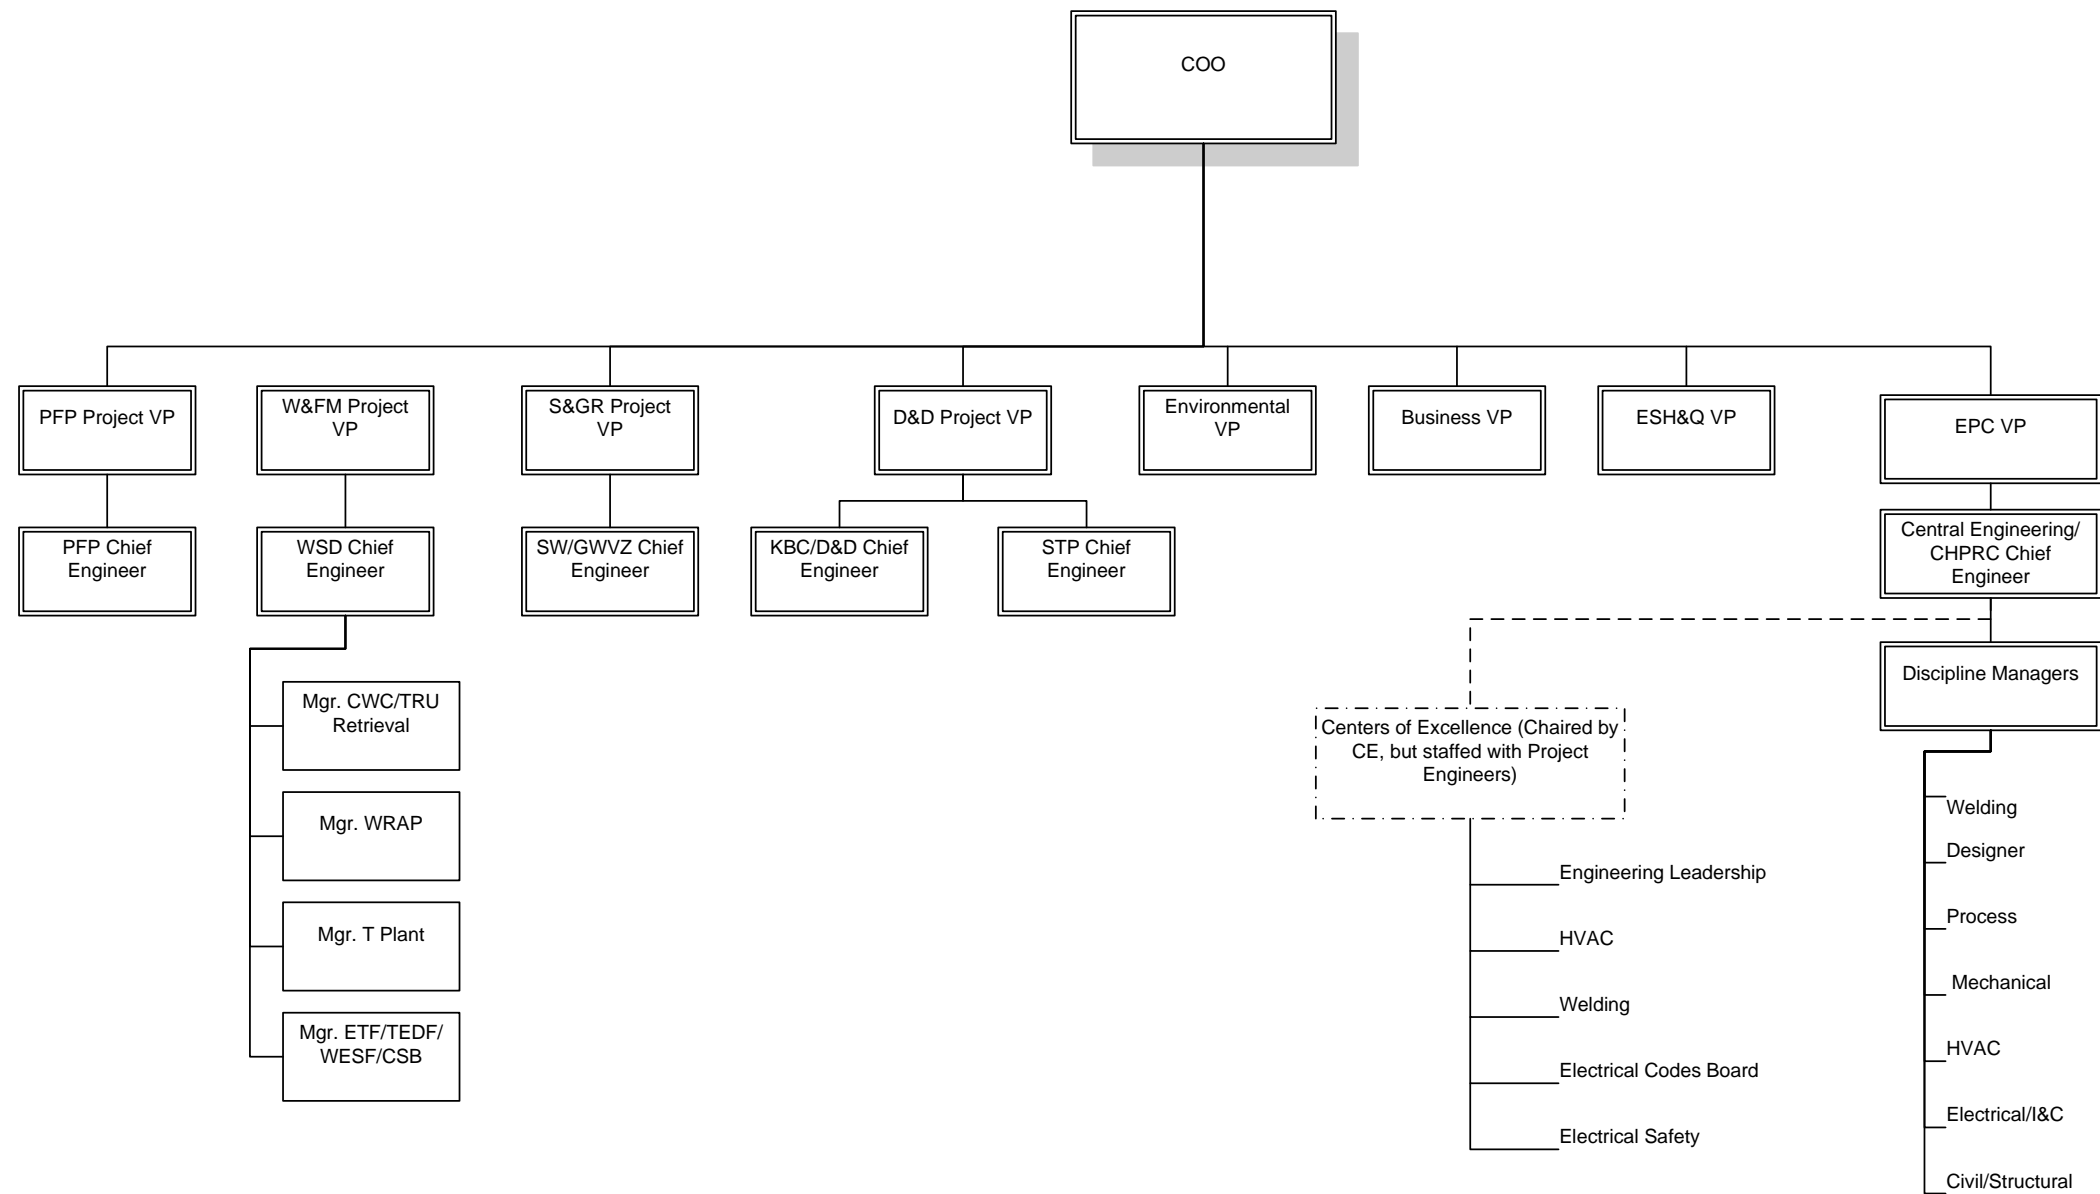 COO
PFP Project VP
W&FM Project
VP
S&GR Project
VP
D&D Project VP
Environmental
VP
Business VP
ESH&Q VP
EPC VP
PFP Chief
Engineer
WSD Chief
Engineer
SW/GWVZ Chief
Engineer
KBC/D&D Chief
Engineer
STP Chief
Engineer
Central Engineering/
CHPRC Chief
Engineer
Mgr. CWC/TRU
Retrieval
Mgr. WRAP
Mgr. T Plant
Mgr. ETF/TEDF/
WESF/CSB
Centers of Excellence (Chaired by
CE, but staffed with Project
Engineers)
Engineering Leadership
HVAC
Welding
Electrical Codes Board
Electrical Safety
Discipline Managers
Welding
Designer
Process
Mechanical
HVAC
Electrical/I&C
Civil/Structural